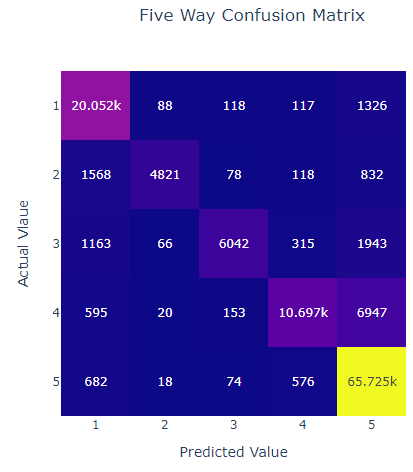 Five Way Confusion Matrix
1 20.052k 88 118 117 1326
2 1568 4821 78 118 832
3 1163 66 6042 315 1943
4 595 20 153 10.697k 6947
5 682 18 74 576 65.725k
1 2 3 4 5
Predicted Value
Actual Vlaue